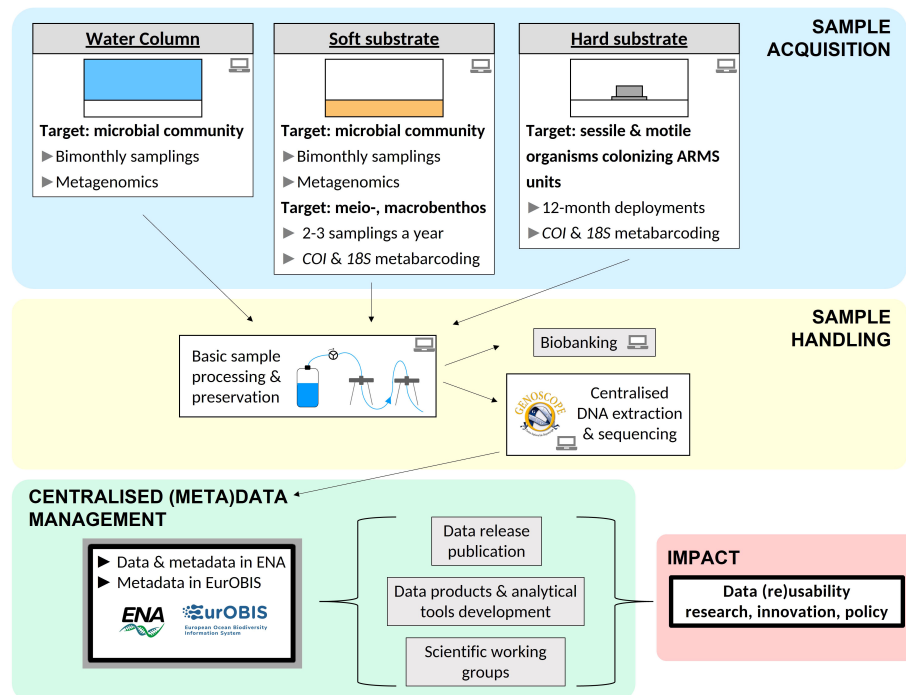 SAMPLE
ACQUISITION
Water Column
Target: microbial community
▶Bimonthly samplings
▶Metagenomics
Soft substrate
Target: microbial community
▶Bimonthly samplings
▶Metagenomics
Target: meio-, macrobenthos
▶ 2-3 samplings a year
▶ COI & 18S metabarcoding
Hard substrate
Target: sessile & motile
organisms colonizing ARMS
units
▶12-month deployments
▶COI & 18S metabarcoding
SAMPLE
HANDLING
Basic sample
processing &
preservation
Biobanking
GENOSCOPE
Centralised
DNA extraction
& sequencing
CENTRALISED (META)DATA
MANAGEMENT
▶ Data & metadata in ENA
▶ Metadata in EurOBIS
ENA
EurOBIS
European Ocean Biodiversity
Information System
Data release
publication
Data products & analytical
tools development
Scientific working
groups
IMPACT
Data (re)usability
research, innovation, policy